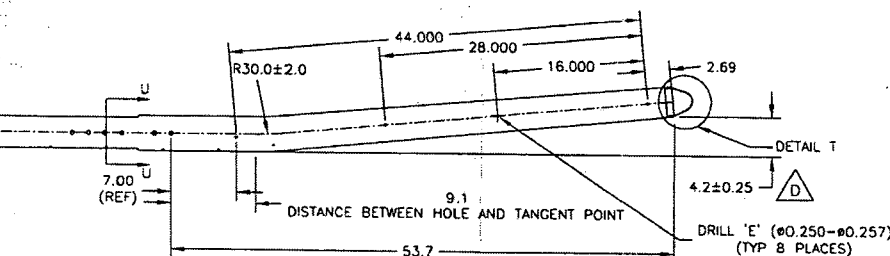 44.000
28.000
R30.0±2.0
16.000
2.69
U
DETAIL T
U
7.00
(REF)
4.2±0.25
D
9.1
DISTANCE BETWEEN HOLE AND TANGENT POINT
DRILL 'E' (ø0.250-ø0.257)
(TYP 8 PLACES)
53.7